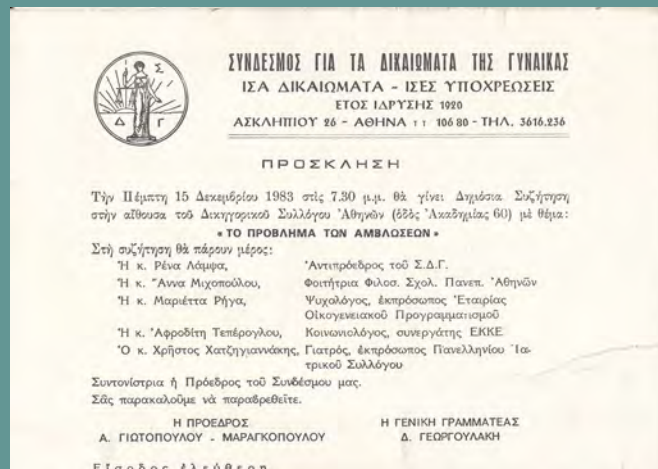 Σ
Δ Γ
ΣΥΝΔΕΣΜΟΣ ΓΙΑ ΤΑ ΔΙΚΑΙΩΜΑΤΑ ΤΗΣ ΓΥΝΑΙΚΑΣ
ΙΣΑ ΔΙΚΑΙΩΜΑΤΑ - ΙΣΕΣ ΥΠΟΧΡΕΩΣΕΙΣ
ΕΤΟΣ ΙΔΡΥΣΗΣ 1920
ΑΣΚΛΗΠΙΟΥ 26 - ΑΘΗΝΑ ττ 106 80 - ΤΗΛ. 3616.236
ΠΡΟΣΚΛΗΣΗ
Τὴν Πέμπτη 15 Δεκεμβρίου 1983 στὶς 7.30 μ.μ. θὰ γίνει Δημόσια Συζήτηση
στὴν αἴθουσα τοῦ Δικηγορικοῦ Συλλόγου Ἀθηνῶν (ὁδὸς Ἀκαδημίας 60) μὲ θέμα:
« ΤΟ ΠΡΟΒΛΗΜΑ ΤΩΝ ΑΜΒΛΩΣΕΩΝ »
Στὴ συζήτηση θὰ πάρουν μέρος:
Ἡ κ. Ρένα Λάμψα, Ἀντιπρόεδρος τοῦ Σ.Δ.Γ.
Ἡ κ. Ἄννα Μιχοπούλου, Φοιτήτρια Φιλοσ. Σχολ. Πανεπ. Ἀθηνῶν
Ἡ κ. Μαριέττα Ρήγα, Ψυχολόγος, ἐκπρόσωπος Ἑταιρίας
Οἰκογενειακοῦ Προγραμματισμοῦ
Ἡ κ. Ἀφροδίτη Τεπέρογλου, Κοινωνιολόγος, συνεργάτης ΕΚΚΕ
Ὁ κ. Χρῆστος Χατζηγιαννάκης, Γιατρός, ἐκπρόσωπος Πανελληνίου Ἰα-
τρικοῦ Συλλόγου
Συντονίστρια ἡ Πρόεδρος τοῦ Συνδέσμου μας.
Σᾶς παρακαλοῦμε νὰ παραβρεθεῖτε.
Η ΠΡΟΕΔΡΟΣ Η ΓΕΝΙΚΗ ΓΡΑΜΜΑΤΕΑΣ
Α. ΓΙΩΤΟΠΟΥΛΟΥ - ΜΑΡΑΓΚΟΠΟΥΛΟΥ Δ. ΓΕΩΡΓΟΥΛΑΚΗ
Εἴσοδος ἐλεύθερη